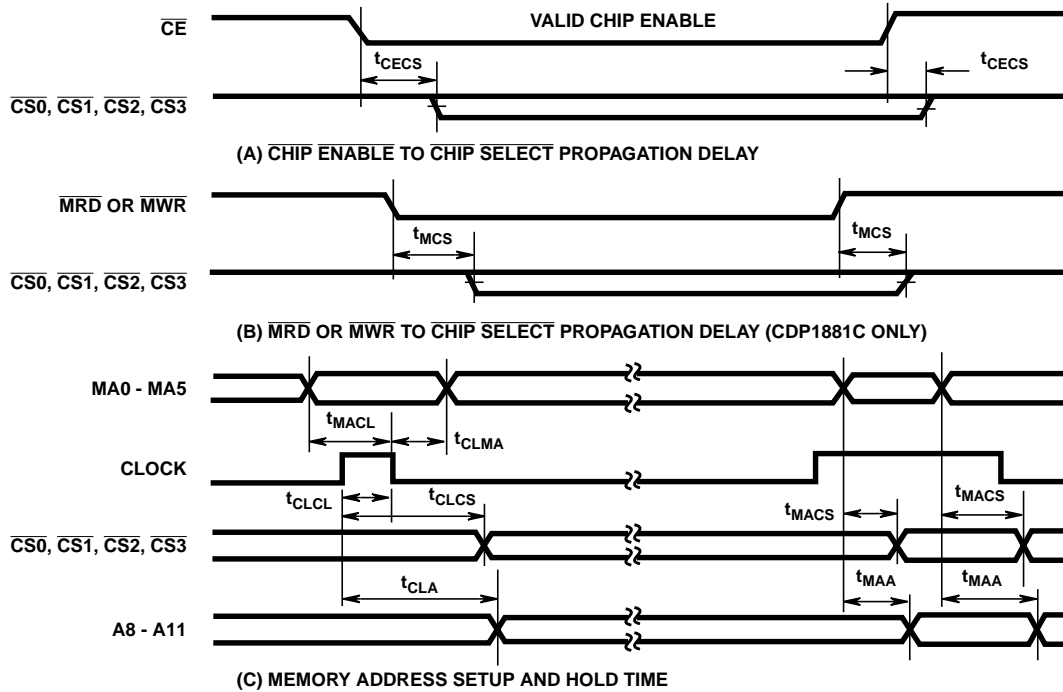 CE
VALID CHIP ENABLE
tCECS
tCECS
CS0, CS1, CS2, CS3
(A) CHIP ENABLE TO CHIP SELECT PROPAGATION DELAY
MRD OR MWR
tMCS
tMCS
CS0, CS1, CS2, CS3
(B) MRD OR MWR TO CHIP SELECT PROPAGATION DELAY (CDP1881C ONLY)
MA0 - MA5
tMACL
tCLMA
CLOCK
tCLCL
tCLCS
tMACS
tMACS
CS0, CS1, CS2, CS3
tCLA
tMAA
tMAA
A8 - A11
(C) MEMORY ADDRESS SETUP AND HOLD TIME